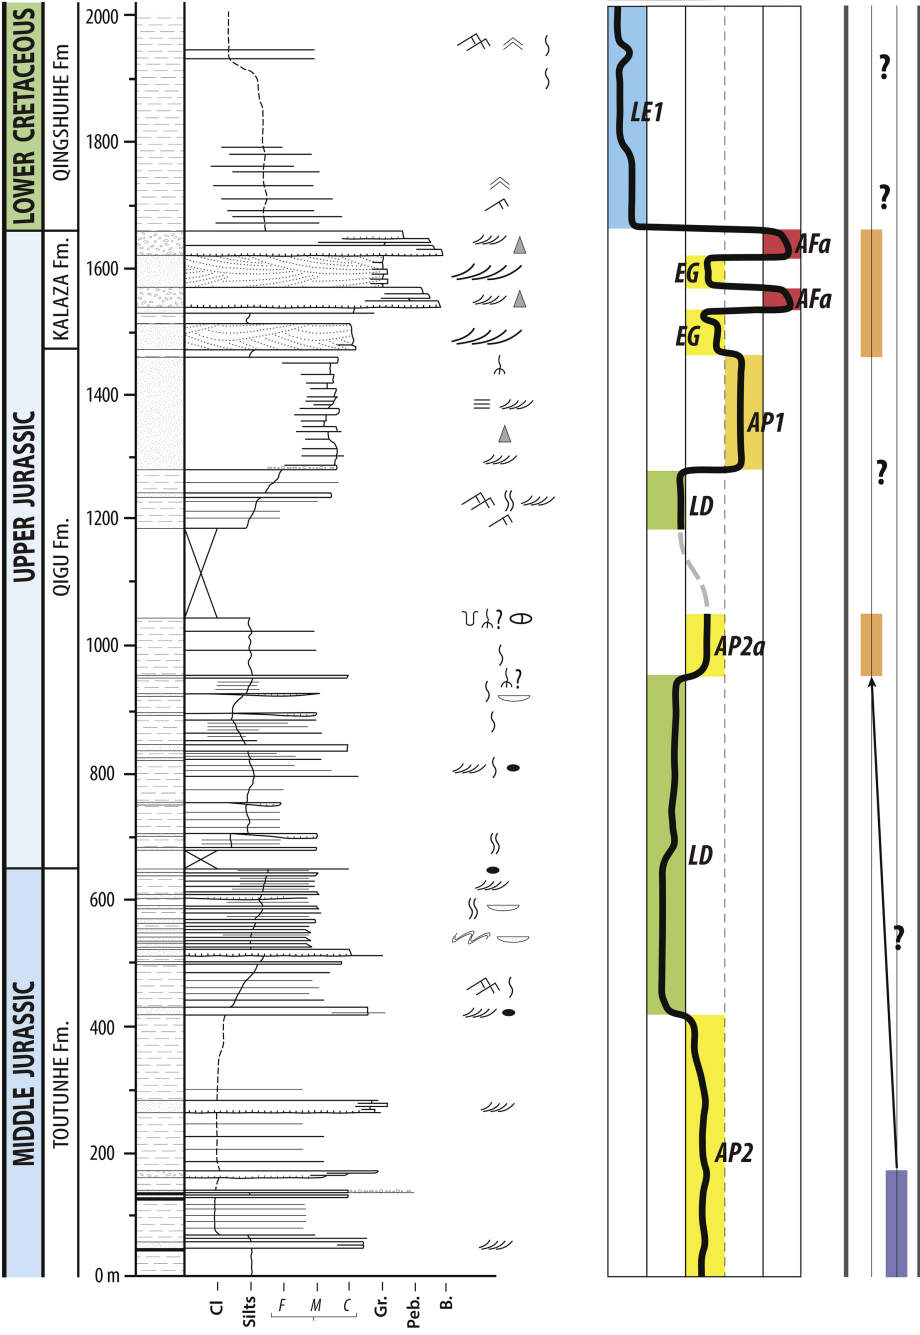 LOWER CRETACEOUS
UPPER JURASSIC
MIDDLE JURASSIC
QINGSHUIHE Fm
KALAZA Fm.
QIGU Fm.
TOUTUNHE Fm.
2000
1800
1600
1400
1200
1000
800
600
400
200
0 m
?
?
Cl
Silts
F
M
C
Gr.
Peb.
B.
LE1
AFa
EG
AFa
EG
AP1
LD
AP2a
LD
AP2
?
?
?
?